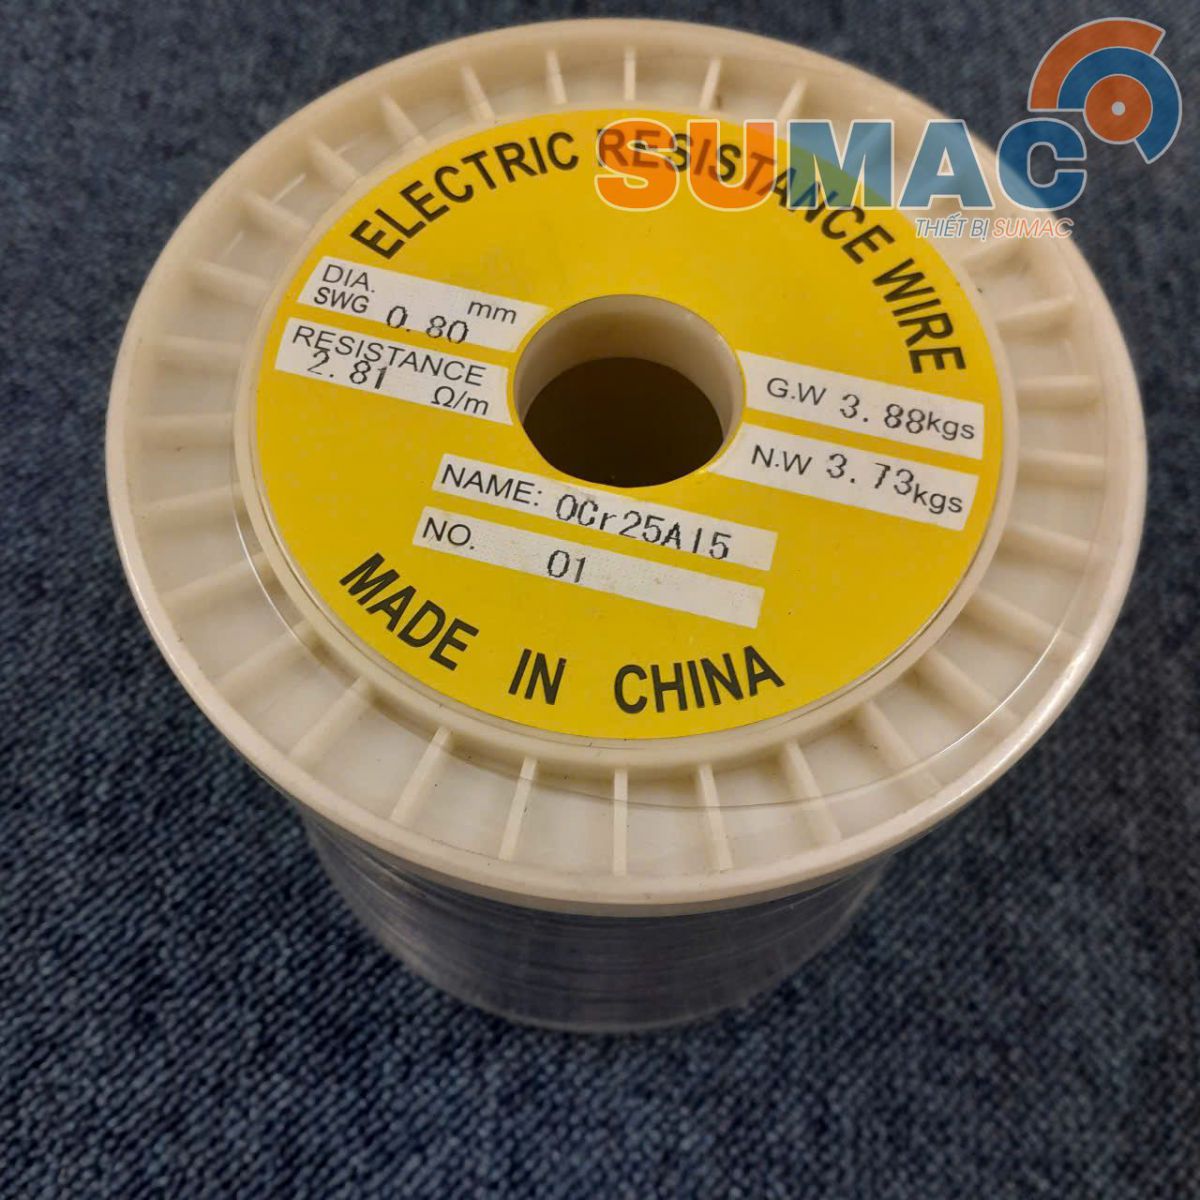 SUMAC
THIẾT BỊ SUMAC
ELECTRIC RESISTANCE WIRE
DIA. mm
SWG 0.80
RESISTANCE
2.81 Ω/m
G.W 3.88kgs
N.W 3.73kgs
NAME: 0Cr25Al5
NO. 01
MADE IN CHINA